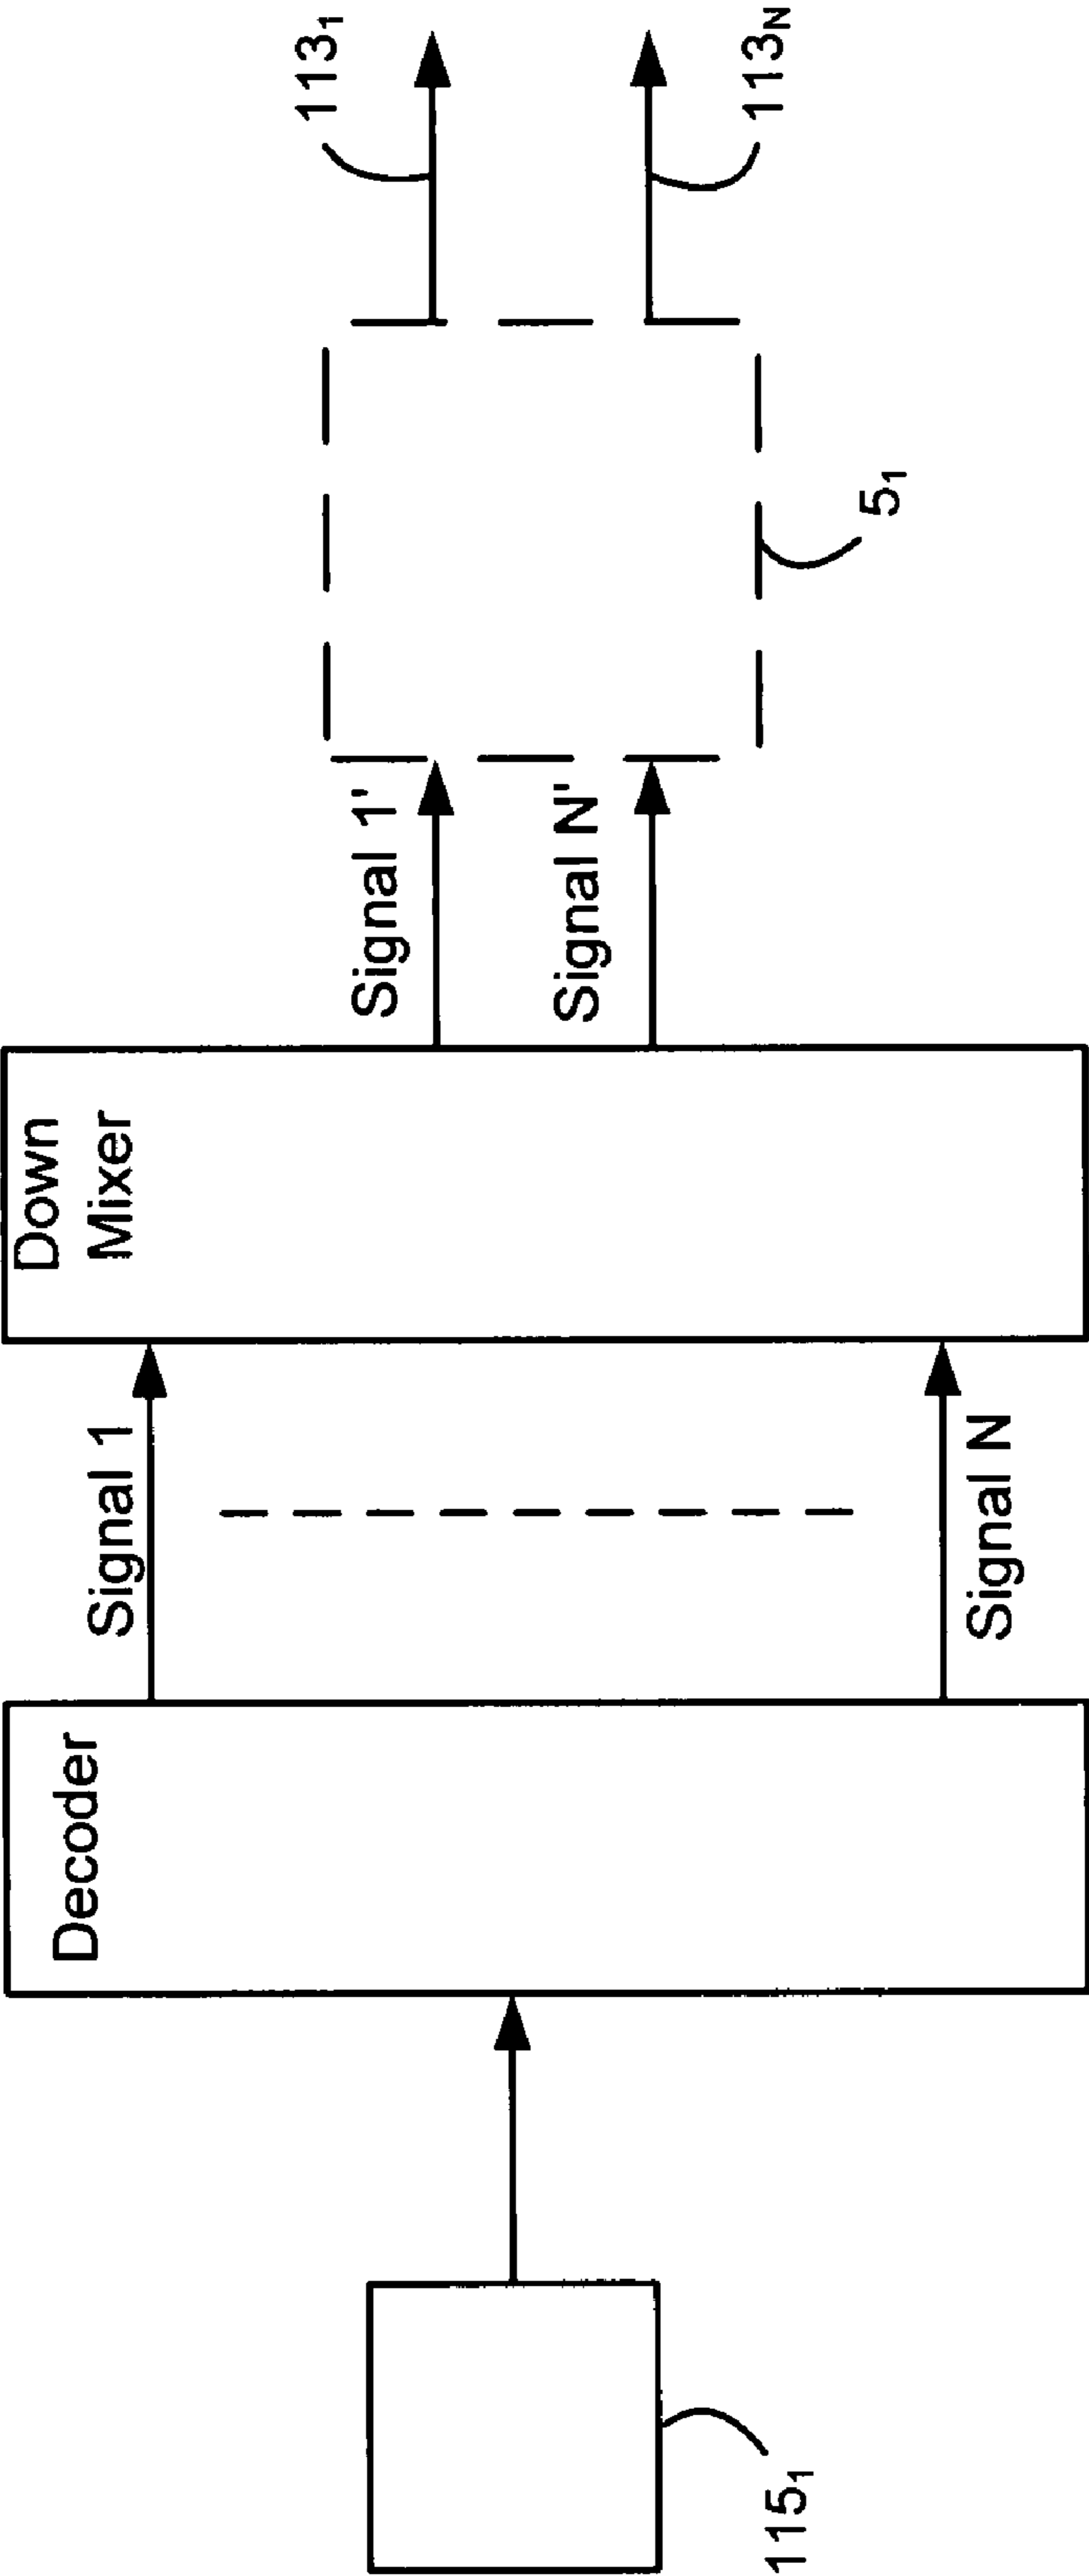 115₁
Decoder
Signal 1
Signal N
Down
Mixer
Signal 1'
Signal N'
5₁
113₁
113N